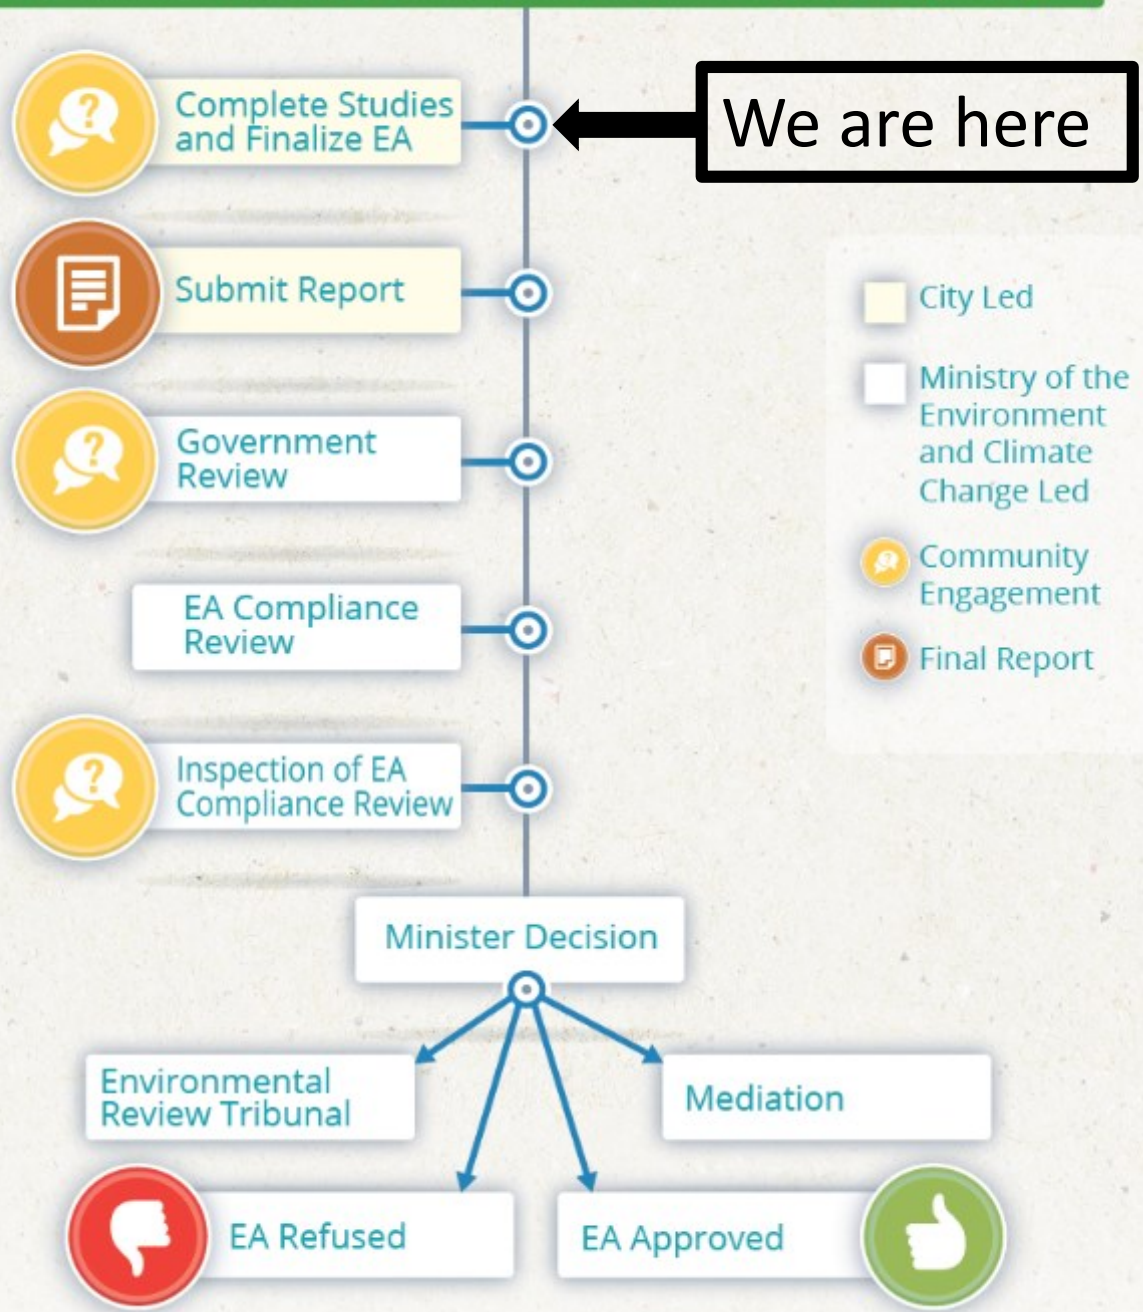 Complete Studies
and Finalize EA
We are here
Submit Report
City Led
Ministry of the
Environment
and Climate
Change Led
Government
Review
Community
Engagement
EA Compliance
Review
Final Report
Inspection of EA
Compliance Review
Minister Decision
Environmental
Review Tribunal
Mediation
EA Refused
EA Approved